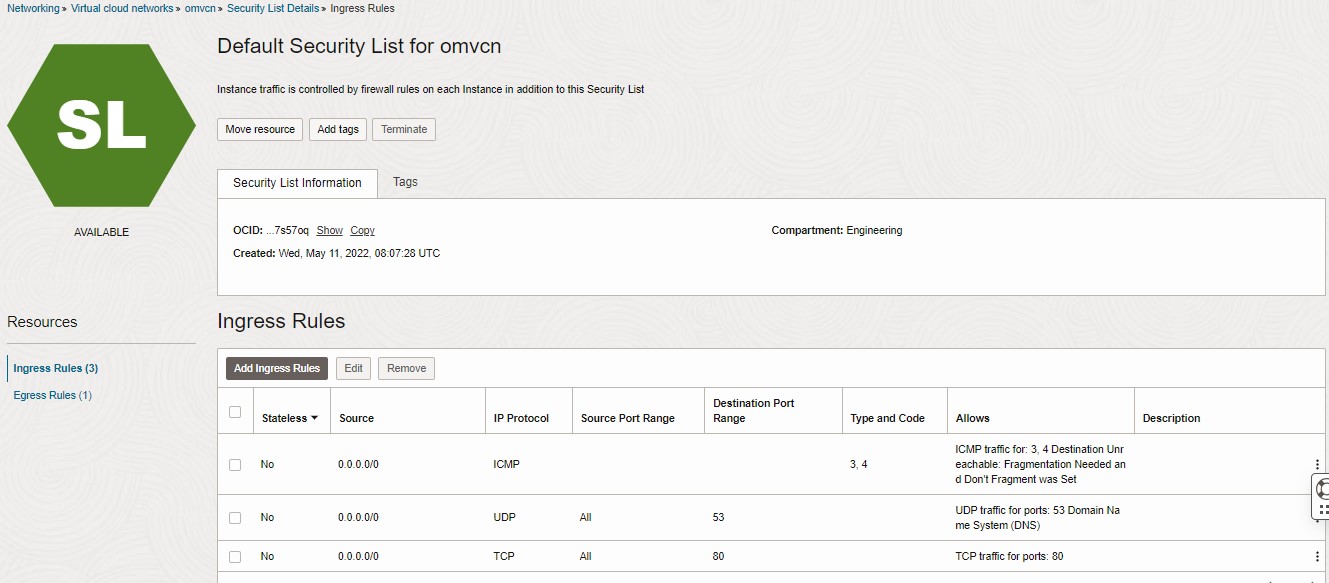 Networking » Virtual cloud networks » omvcn » Security List Details » Ingress Rules
Default Security List for omvcn
Instance traffic is controlled by firewall rules on each Instance in addition to this Security List
SL
Move resource Add tags Terminate
Security List Information Tags
AVAILABLE
OCID: ...7s57oq Show Copy Compartment: Engineering
Created: Wed, May 11, 2022, 08:07:28 UTC
Resources
Ingress Rules (3)
Egress Rules (1)
Ingress Rules
Add Ingress Rules Edit Remove
Destination Port
Stateless Source IP Protocol Source Port Range Range Type and Code Allows Description
ICMP traffic for: 3, 4 Destination Unr
No 0.0.0.0/0 ICMP 3, 4 eachable: Fragmentation Needed an
d Don't Fragment was Set
No 0.0.0.0/0 UDP All 53 UDP traffic for ports: 53 Domain Na
me System (DNS)
No 0.0.0.0/0 TCP All 80 TCP traffic for ports: 80